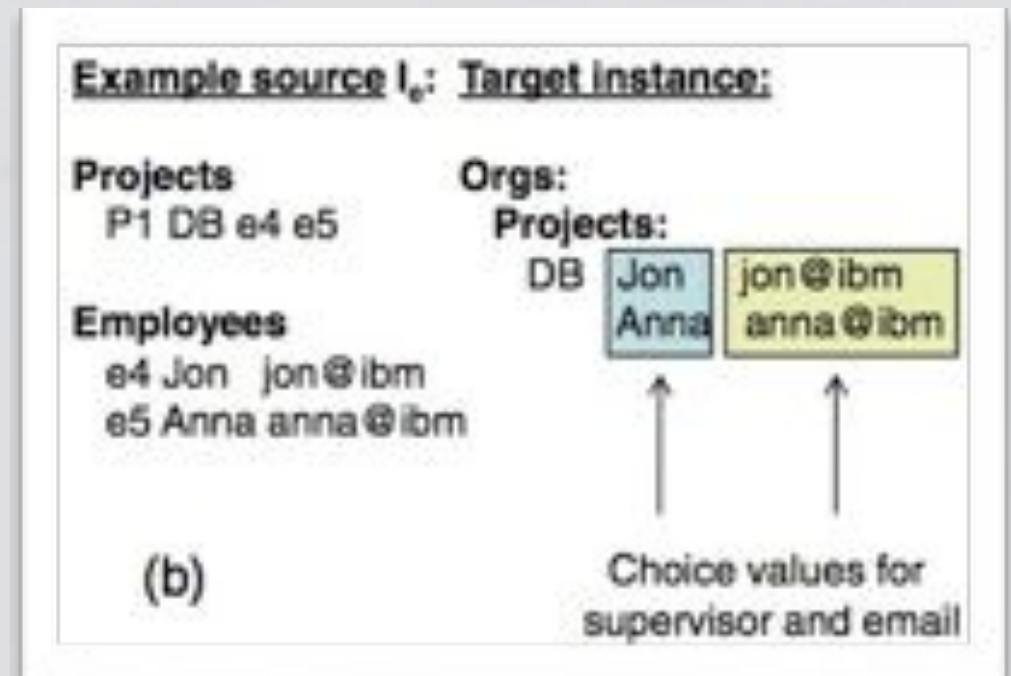 Example source Ie: Target instance:
Projects
P1 DB e4 e5
Employees
e4 Jon jon@ibm
e5 Anna anna@ibm
Orgs:
Projects:
DB Jon jon@ibm
Anna anna@ibm
(b)
Choice values for
supervisor and email